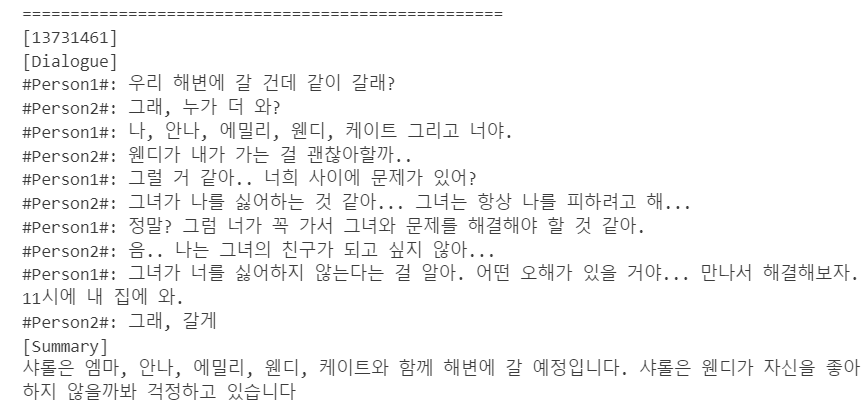 ==================================================
[13731461]
[Dialogue]
#Person1#: 우리 해변에 갈 건데 같이 갈래?
#Person2#: 그래, 누가 더 와?
#Person1#: 나, 안나, 에밀리, 웬디, 케이트 그리고 너야.
#Person2#: 웬디가 내가 가는 걸 괜찮아할까..
#Person1#: 그럴 거 같아.. 너희 사이에 문제가 있어?
#Person2#: 그녀가 나를 싫어하는 것 같아... 그녀는 항상 나를 피하려고 해...
#Person1#: 정말? 그럼 너가 꼭 가서 그녀와 문제를 해결해야 할 것 같아.
#Person2#: 음.. 나는 그녀의 친구가 되고 싶지 않아...
#Person1#: 그녀가 너를 싫어하지 않는다는 걸 알아. 어떤 오해가 있을 거야... 만나서 해결해보자.
11시에 내 집에 와.
#Person2#: 그래, 갈게
[Summary]
샤롤은 엠마, 안나, 에밀리, 웬디, 케이트와 함께 해변에 갈 예정입니다. 샤롤은 웬디가 자신을 좋아
하지 않을까봐 걱정하고 있습니다